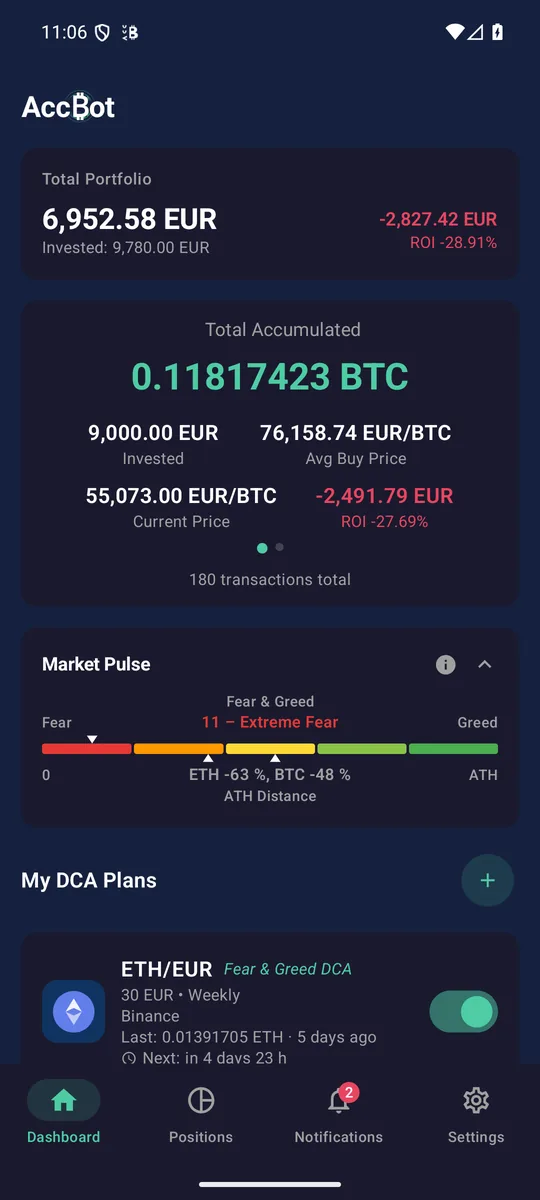 11:06
AccBot
Total Portfolio
6,952.58 EUR
-2,827.42 EUR
Invested: 9,780.00 EUR
ROI -28.91%
Total Accumulated
0.11817423 BTC
9,000.00 EUR
76,158.74 EUR/BTC
Invested
Avg Buy Price
55,073.00 EUR/BTC
-2,491.79 EUR
Current Price
ROI -27.69%
180 transactions total
Market Pulse
Fear & Greed
Fear
11 – Extreme Fear
Greed
0
ETH -63 %, BTC -48 %
ATH
ATH Distance
My DCA Plans
+
ETH/EUR Fear & Greed DCA
30 EUR • Weekly
Binance
Last: 0.01391705 ETH · 5 days ago
Next: in 4 days 23 h
2
Dashboard
Positions
Notifications
Settings